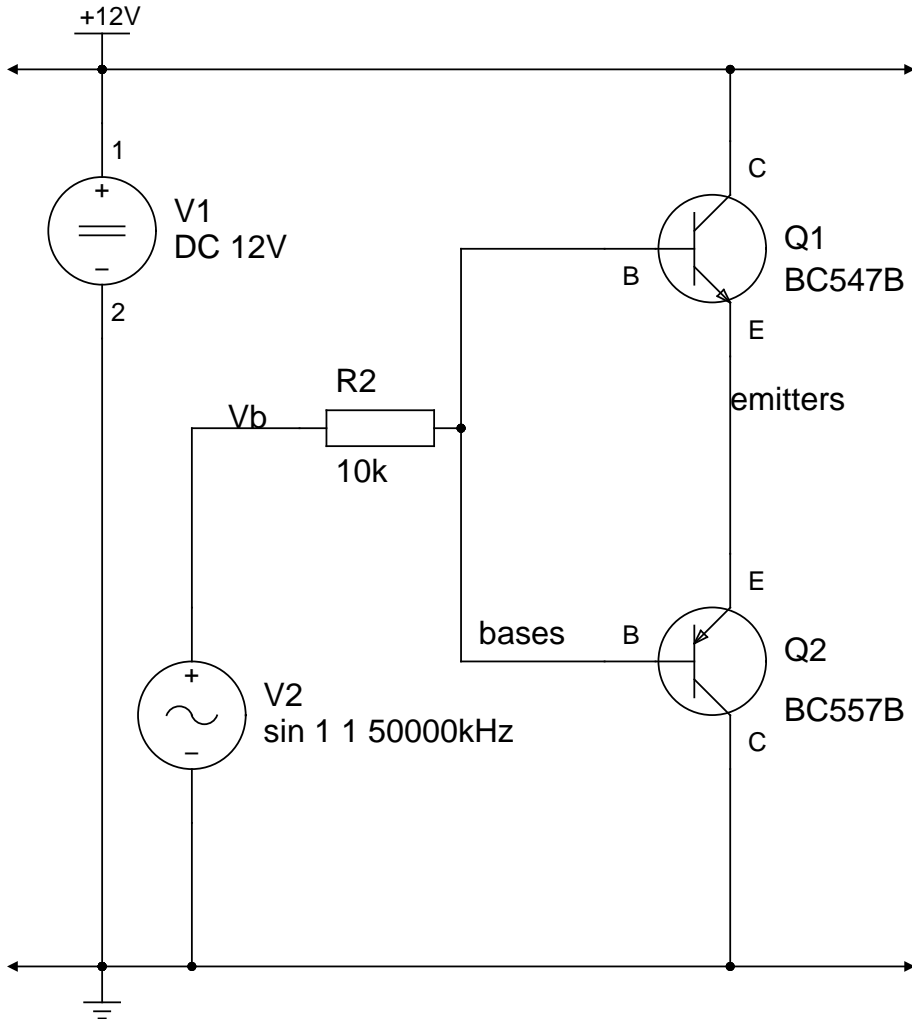 +12V
1
+
V1
DC 12V
−
2
C
Q1
B
BC547B
E
emitters
R2
Vb
10k
E
bases
B
Q2
+
V2
BC557B
sin 1 1 50000kHz
C
−